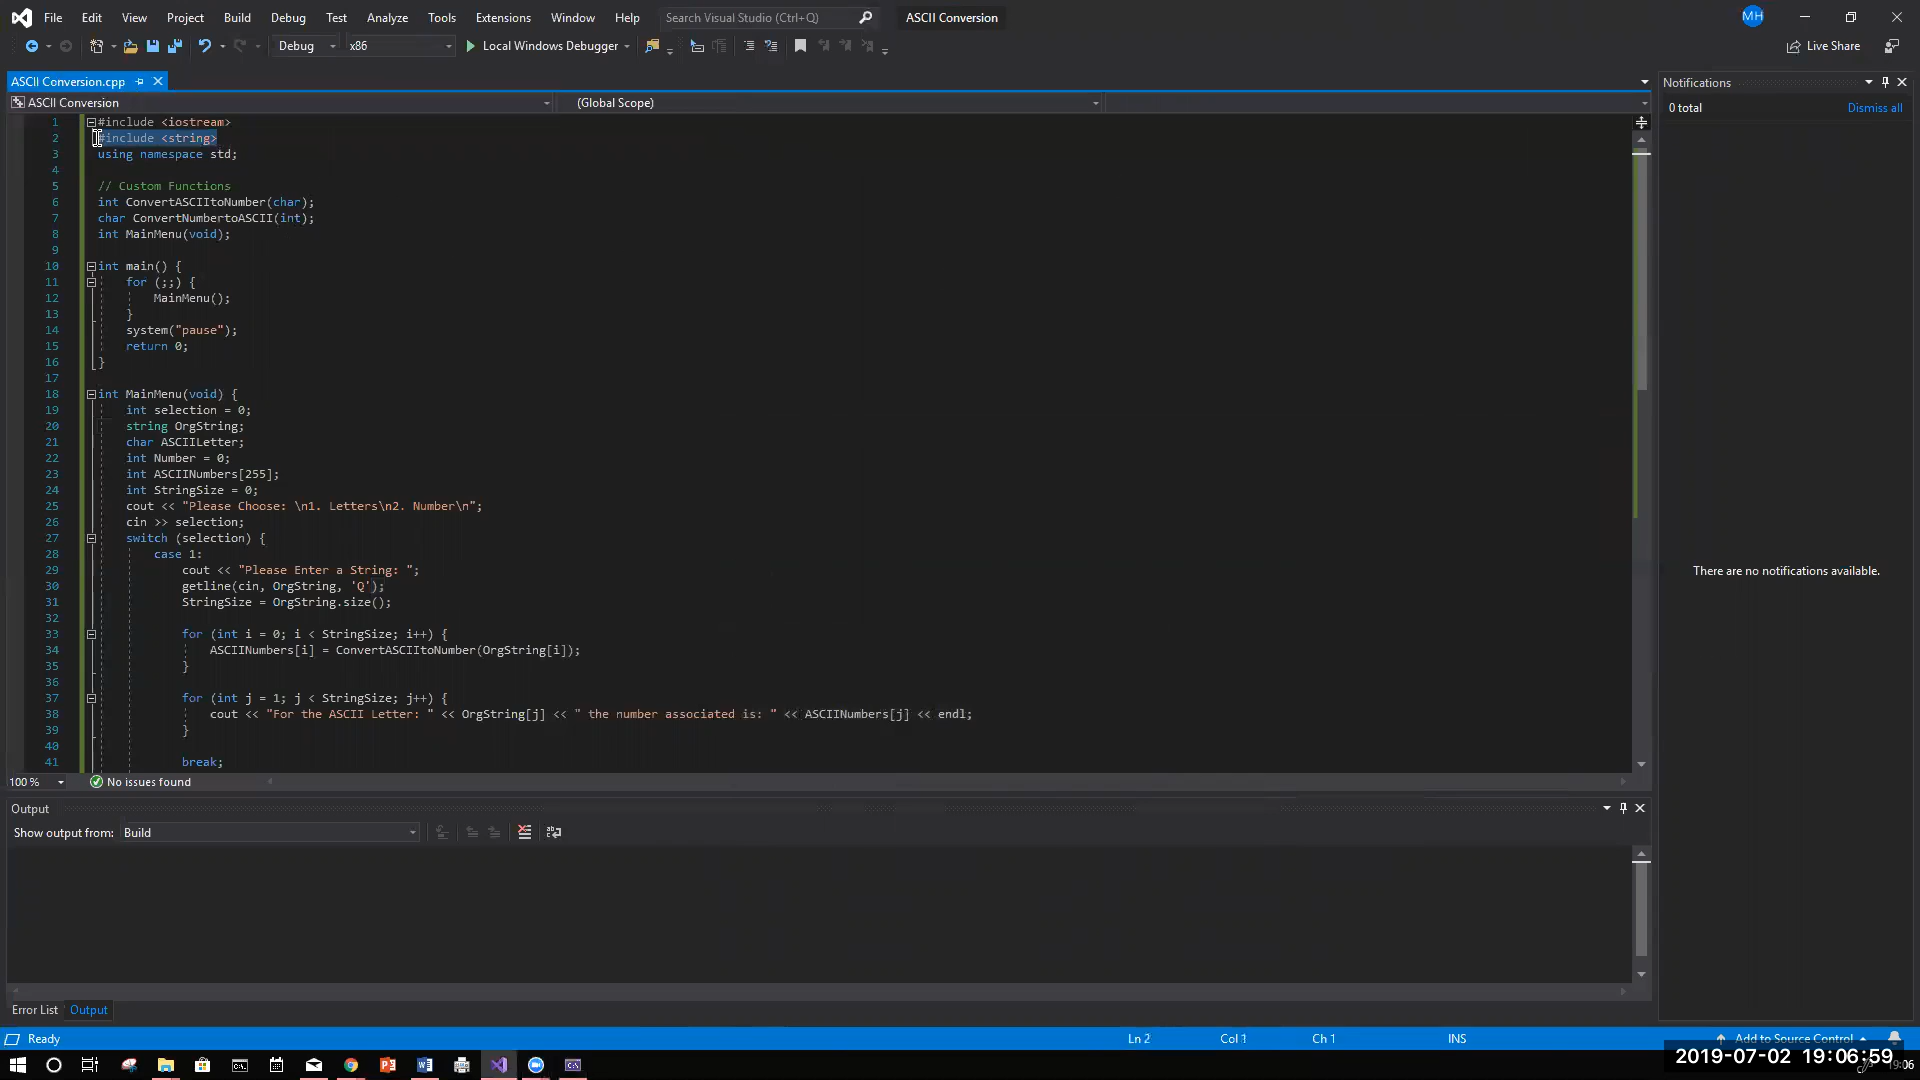 File Edit View Project Build Debug Test Analyze Tools Extensions Window Help Search Visual Studio (Ctrl+Q) ASCII Conversion MH
Debug x86 Local Windows Debugger Live Share
ASCII Conversion.cpp
Notifications
ASCII Conversion (Global Scope)
0 total Dismiss all
1 #include <iostream>
2 #include <string>
3 using namespace std;
4
5 // Custom Functions
6 int ConvertASCIItoNumber(char);
7 char ConvertNumbertoASCII(int);
8 int MainMenu(void);
9
10 int main() {
11 for (;;) {
12 MainMenu();
13 }
14 system("pause");
15 return 0;
16 }
17
18 int MainMenu(void) {
19 int selection = 0;
20 string OrgString;
21 char ASCIILetter;
22 int Number = 0;
23 int ASCIINumbers[255];
24 int StringSize = 0;
25 cout << "Please Choose: \n1. Letters\n2. Number\n";
26 cin >> selection;
27 switch (selection) {
28 case 1:
29 cout << "Please Enter a String: ";
30 getline(cin, OrgString, 'Q');
31 StringSize = OrgString.size();
32
33 for (int i = 0; i < StringSize; i++) {
34 ASCIINumbers[i] = ConvertASCIItoNumber(OrgString[i]);
35 }
36
37 for (int j = 1; j < StringSize; j++) {
38 cout << "For the ASCII Letter: " << OrgString[j] << " the number associated is: " << ASCIINumbers[j] << endl;
39 }
40
41 break;
There are no notifications available.
100 % No issues found
Output
Show output from: Build
Error List Output
Ready Ln 2 Col 1 Ch 1 INS Add to Source Control
2019-07-02 19:06:59
19:06